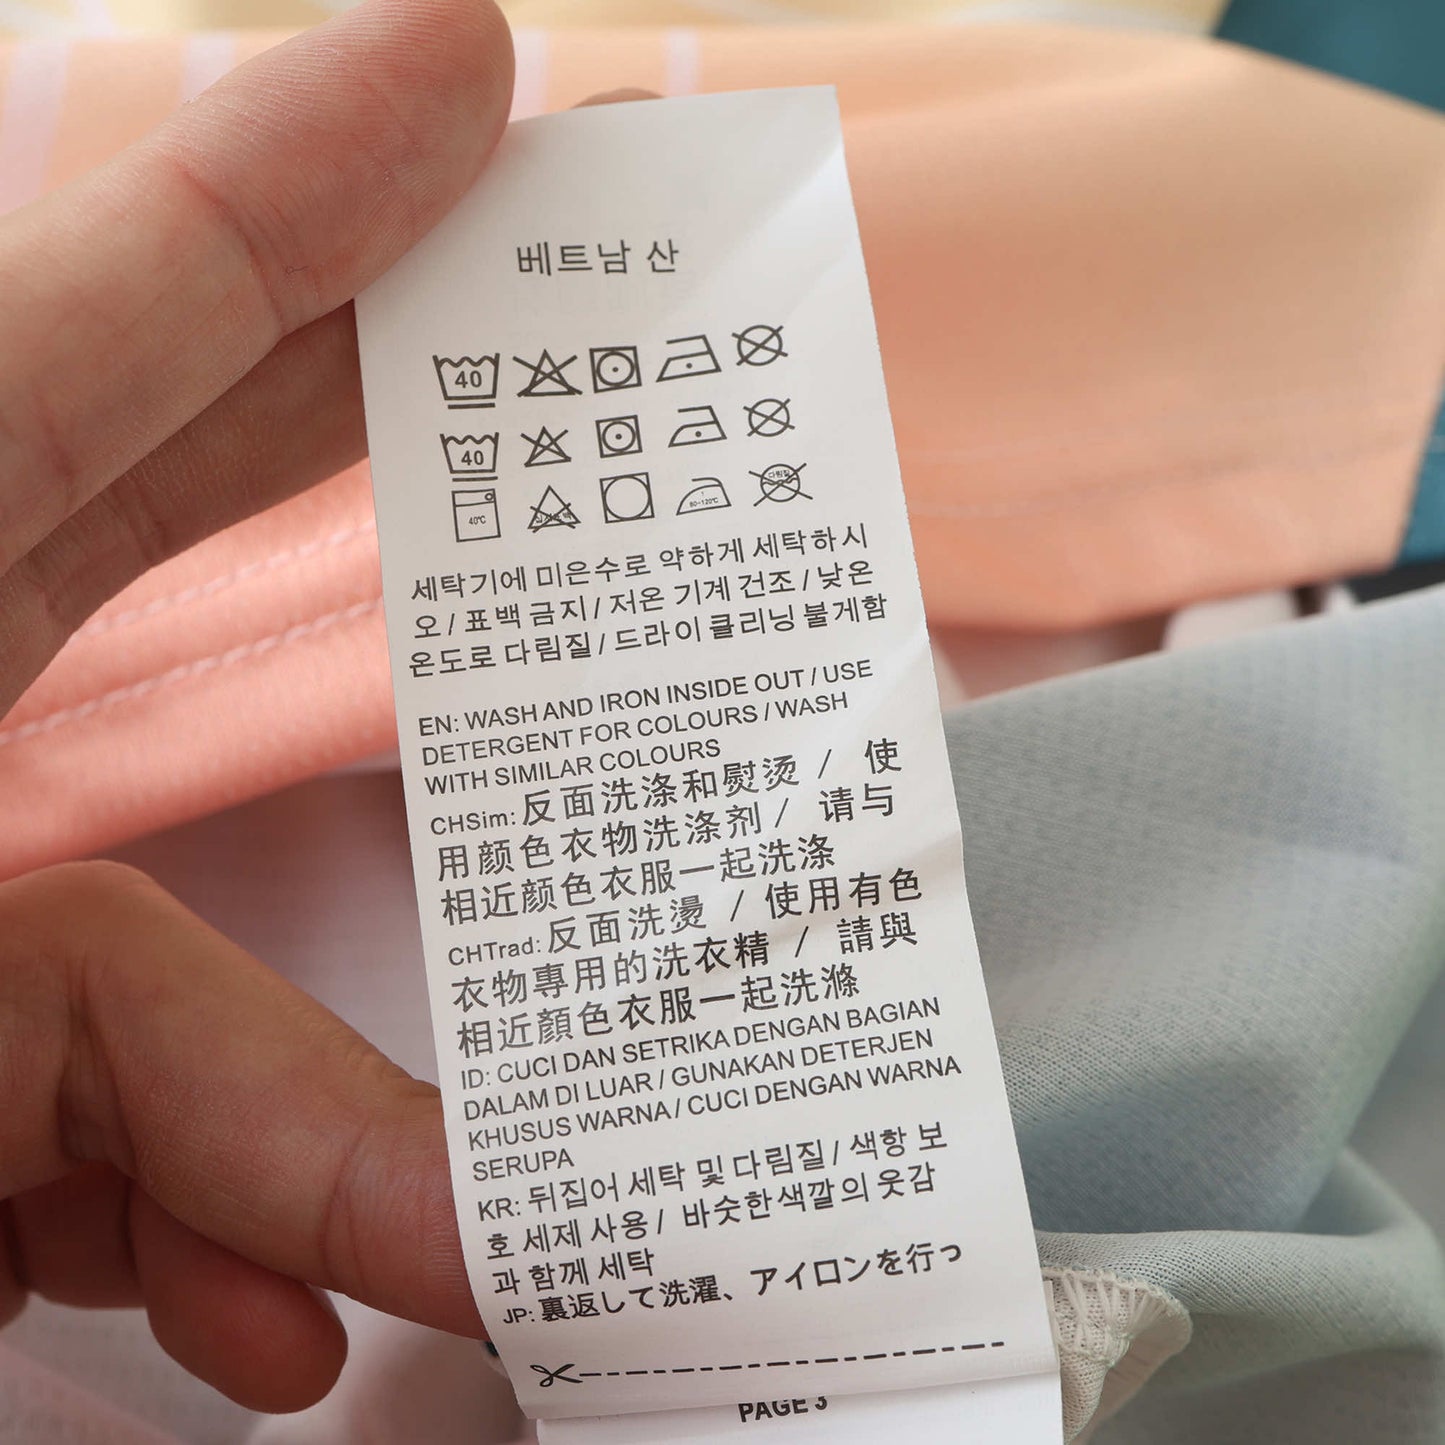 베트남 산
40
40
40℃ 80~120℃ 다림질
세탁기에 미은수로 약하게 세탁하시
오 / 표백 금지 / 저온 기계 건조 / 낮은
온도로 다림질 / 드라이 클리닝 불게함
EN: WASH AND IRON INSIDE OUT / USE
DETERGENT FOR COLOURS / WASH
WITH SIMILAR COLOURS
CHSim: 反面洗涤和熨烫 / 使
用颜色衣物洗涤剂 / 请与
相近颜色衣服一起洗涤
CHTrad: 反面洗燙 / 使用有色
衣物專用的洗衣精 / 請與
相近顏色衣服一起洗滌
ID: CUCI DAN SETRIKA DENGAN BAGIAN
DALAM DI LUAR / GUNAKAN DETERJEN
KHUSUS WARNA / CUCI DENGAN WARNA
SERUPA
KR: 뒤집어 세탁 및 다림질 / 색항 보
호 세제 사용 / 바숫한색깔의 옷감
과 함께 세탁
JP: 裏返して洗濯、アイロンを行っ
PAGE 3